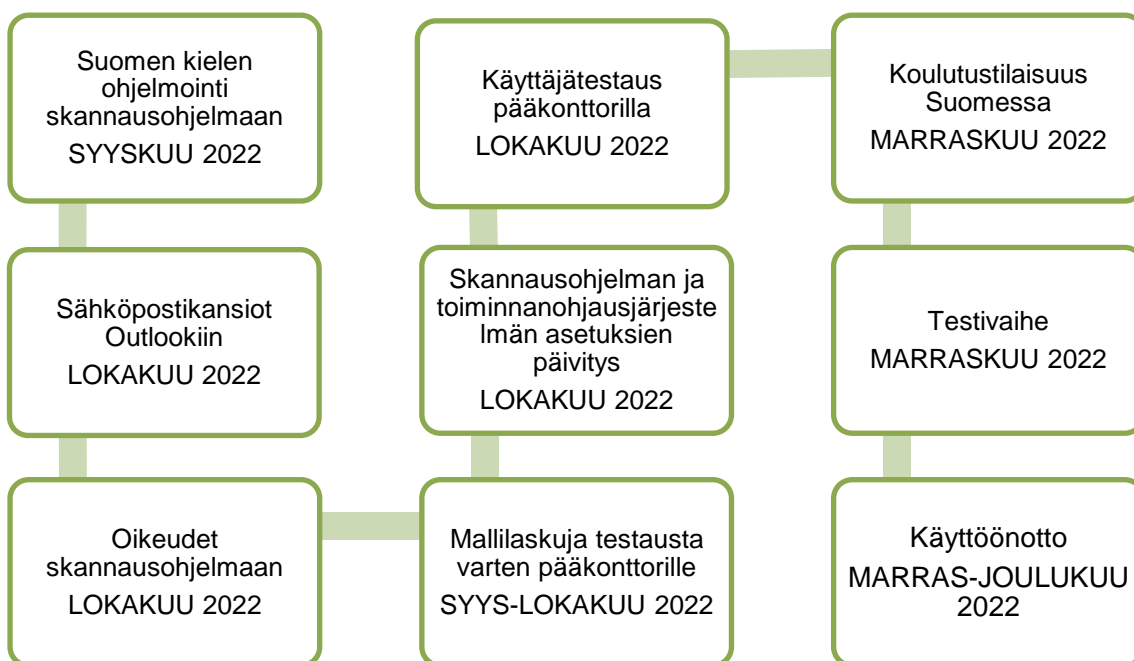 Suomen kielen
ohjelmointi
skannausohjelmaan
SYYSKUU 2022
Sähköpostikansiot
Outlookiin
LOKAKUU 2022
Oikeudet
skannausohjelmaan
LOKAKUU 2022
Mallilaskuja testausta
varten pääkonttorille
SYYS-LOKAKUU 2022
Skannausohjelman ja
toiminnanohjausjärjeste
lmän asetuksien
päivitys
LOKAKUU 2022
Käyttäjätestaus
pääkonttorilla
LOKAKUU 2022
Koulutustilaisuus
Suomessa
MARRASKUU 2022
Testivaihe
MARRASKUU 2022
Käyttöönotto
MARRAS-JOULUKUU
2022